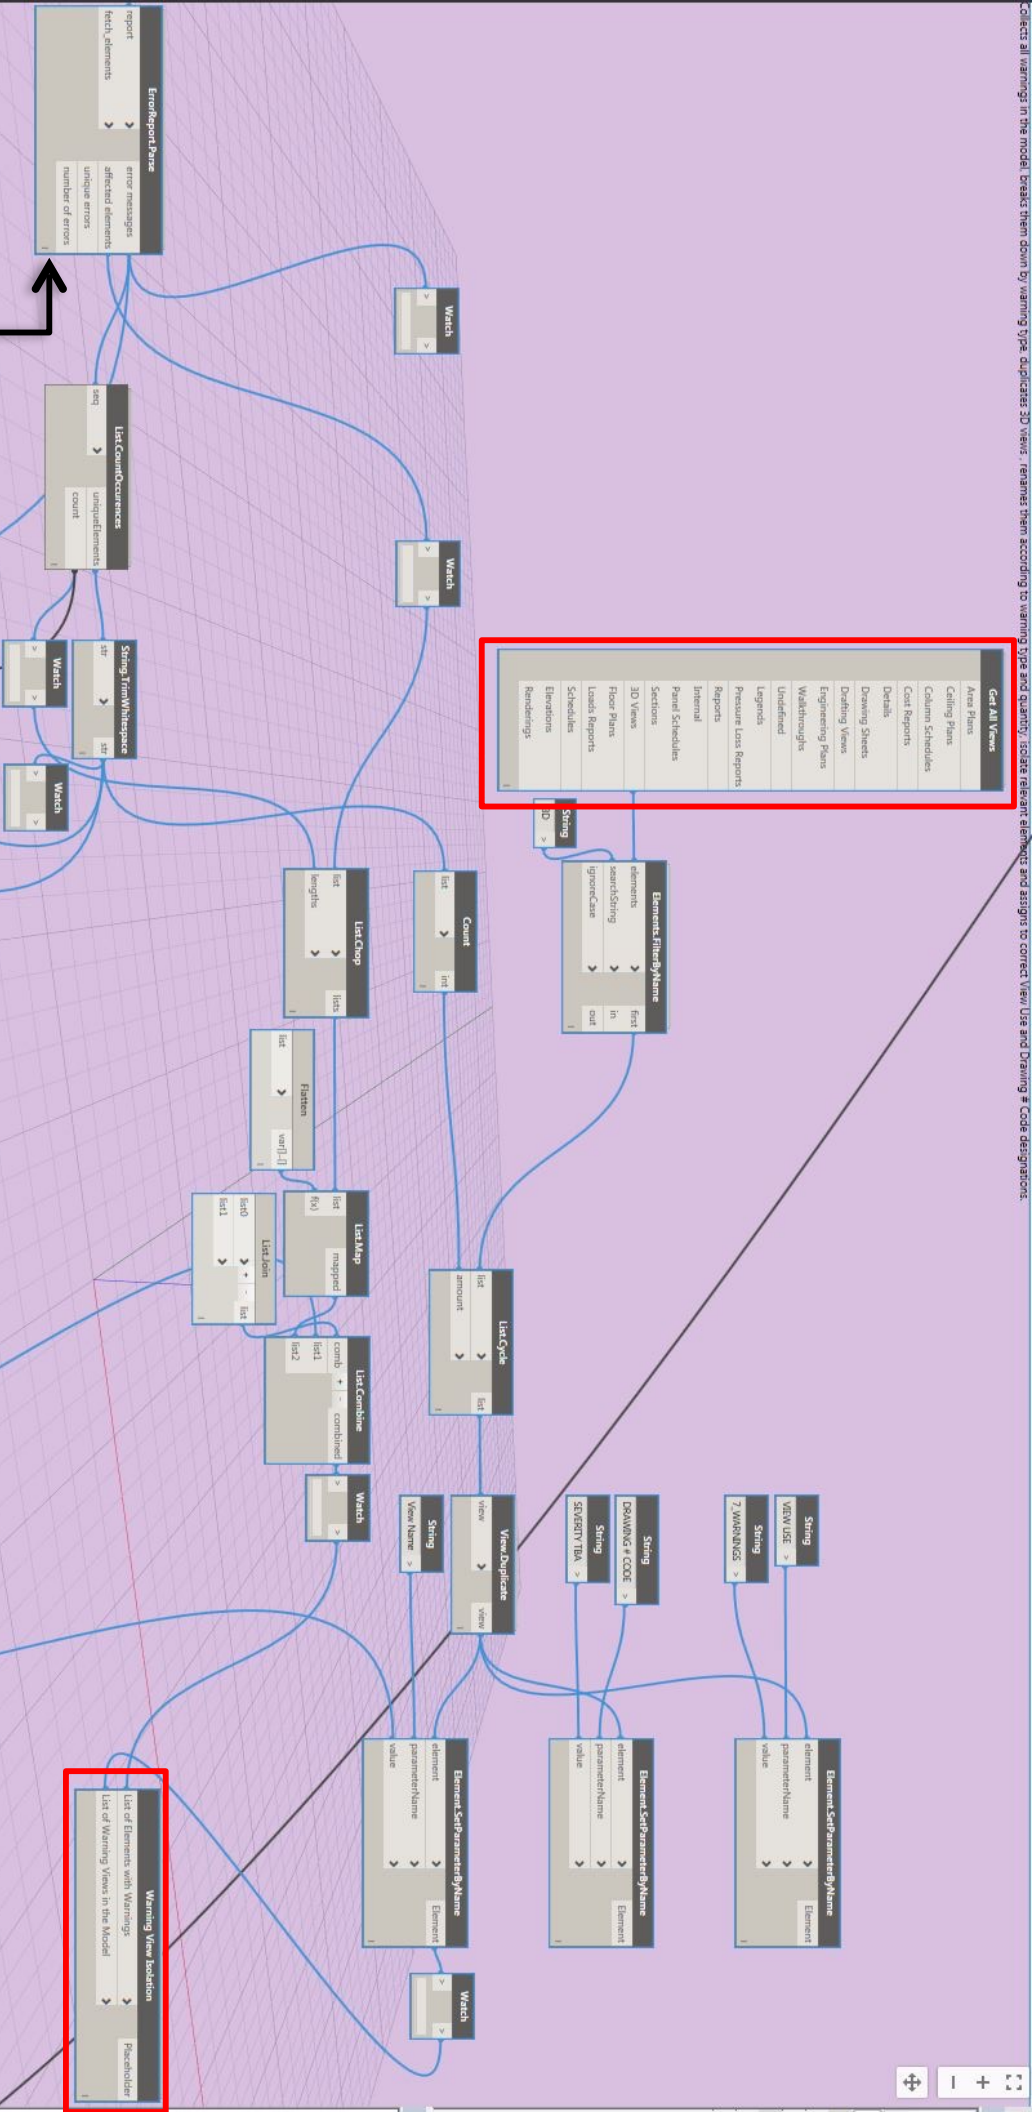 Collects all warnings in the model, breaks them down by warning type, duplicates 3D views , renames them according to warning type and quantity, isolate relevant elements and assigns to correct View Use and Drawing # Code designations.
Get All Views
Area Plans
Ceiling Plans
Column Schedules
Cost Reports
Details
Drawing Sheets
Drafting Views
Engineering Plans
Walkthroughs
Undefined
Legends
Pressure Loss Reports
Reports
Internal
Panel Schedules
Sections
3D Views
Floor Plans
Loads Reports
Schedules
Elevations
Renderings
String
3D >
Elements.FilterByName
elements
searchString
ignoreCase
first
in
out
String
VIEW USE >
String
7_WARNINGS >
Element.SetParameterByName
element
parameterName
value
Element
String
DRAWING # CODE >
String
SEVERITY TBA >
Element.SetParameterByName
element
parameterName
value
Element
Count
list
int
List.Cycle
list
amount
list
View.Duplicate
view
view
String
View Name >
Element.SetParameterByName
element
parameterName
value
Element
Watch
> >
Watch
> >
Watch
> >
List.Chop
list
lengths
lists
Flatten
list
var[]..[]
List.Map
list
f(x)
mapped
List.Join
list0 + - list
list1
List.Combine
comb + - combined
list1
list2
Watch
> >
ErrorReport.Parse
report
fetch_elements
error messages
affected elements
unique errors
number of errors
List.CountOccurences
seq
uniqueElements
count
String.TrimWhitespace
str
str
Watch
> >
Watch
> >
Warning View Isolation
List of Elements with Warnings
List of Warning Views in the Model
Placeholder